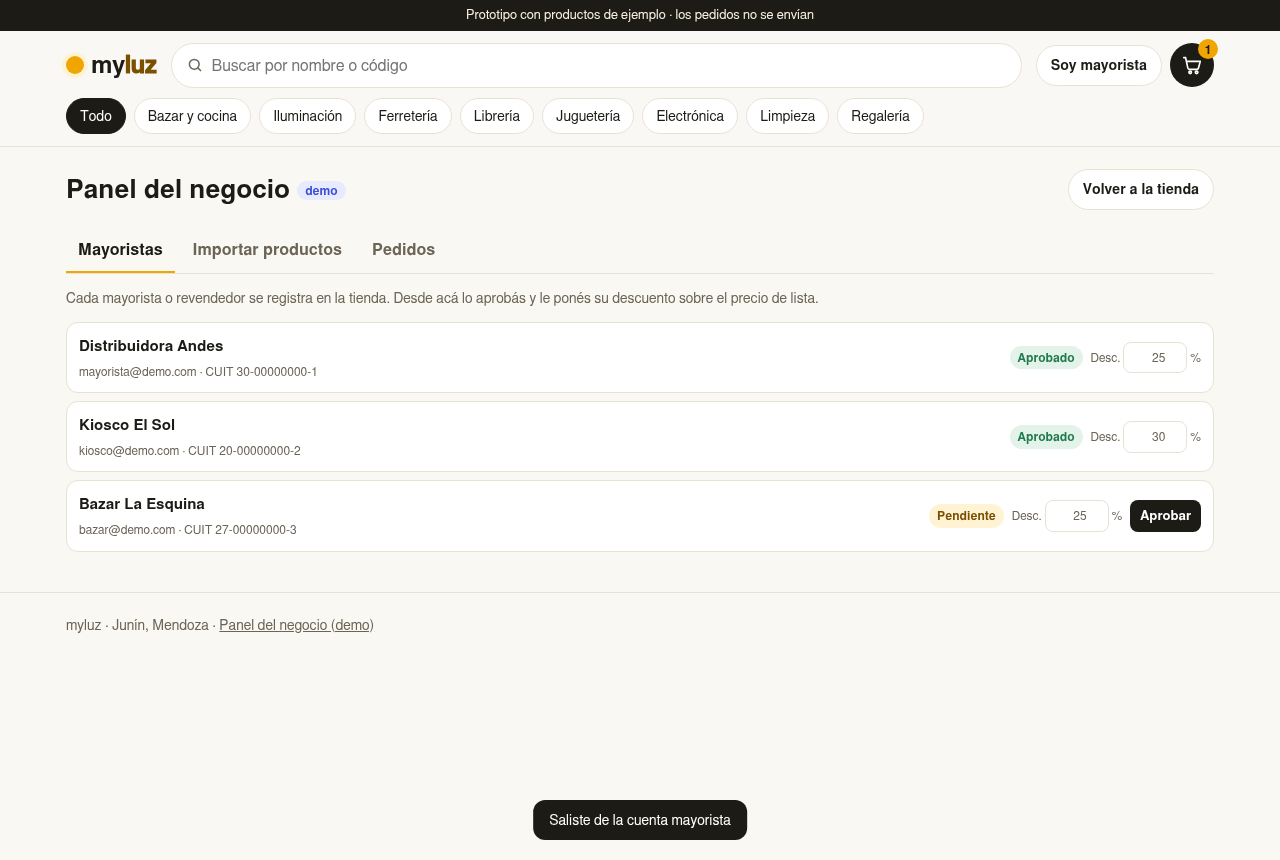 Prototipo con productos de ejemplo · los pedidos no se envían
myluz
Buscar por nombre o código
Soy mayorista
1
Todo
Bazar y cocina
Iluminación
Ferretería
Librería
Juguetería
Electrónica
Limpieza
Regalería
Panel del negocio demo
Volver a la tienda
Mayoristas
Importar productos
Pedidos
Cada mayorista o revendedor se registra en la tienda. Desde acá lo aprobás y le ponés su descuento sobre el precio de lista.
Distribuidora Andes
mayorista@demo.com · CUIT 30-00000000-1
Aprobado Desc. 25 %
Kiosco El Sol
kiosco@demo.com · CUIT 20-00000000-2
Aprobado Desc. 30 %
Bazar La Esquina
bazar@demo.com · CUIT 27-00000000-3
Pendiente Desc. 25 % Aprobar
myluz · Junín, Mendoza · Panel del negocio (demo)
Saliste de la cuenta mayorista